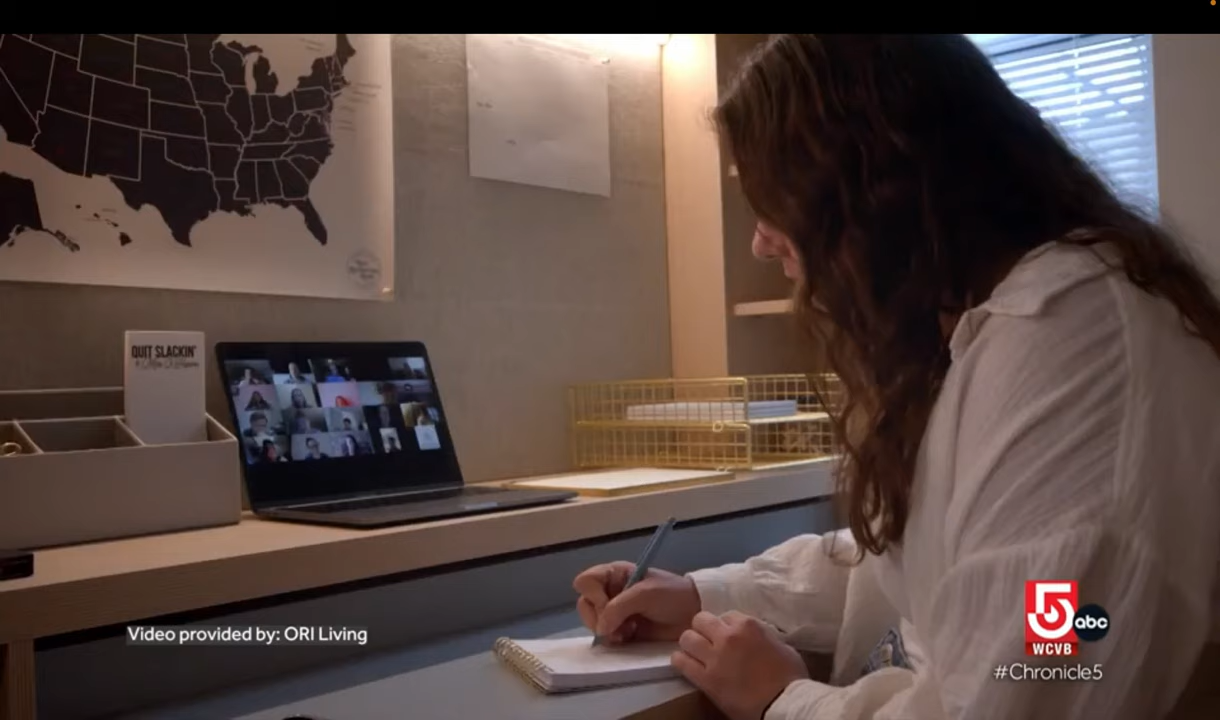 QUIT SLACKIN'
Video provided by: ORI Living
5
abc
WCVB
#Chronicle5